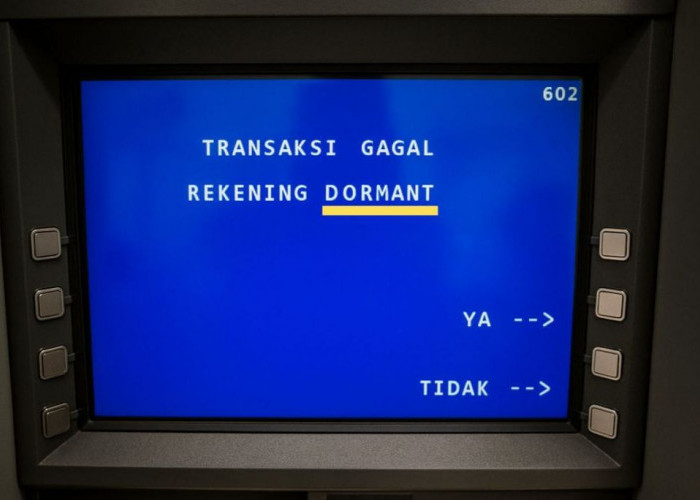 602
TRANSAKSI GAGAL
REKENING DORMANT
YA -->
TIDAK -->